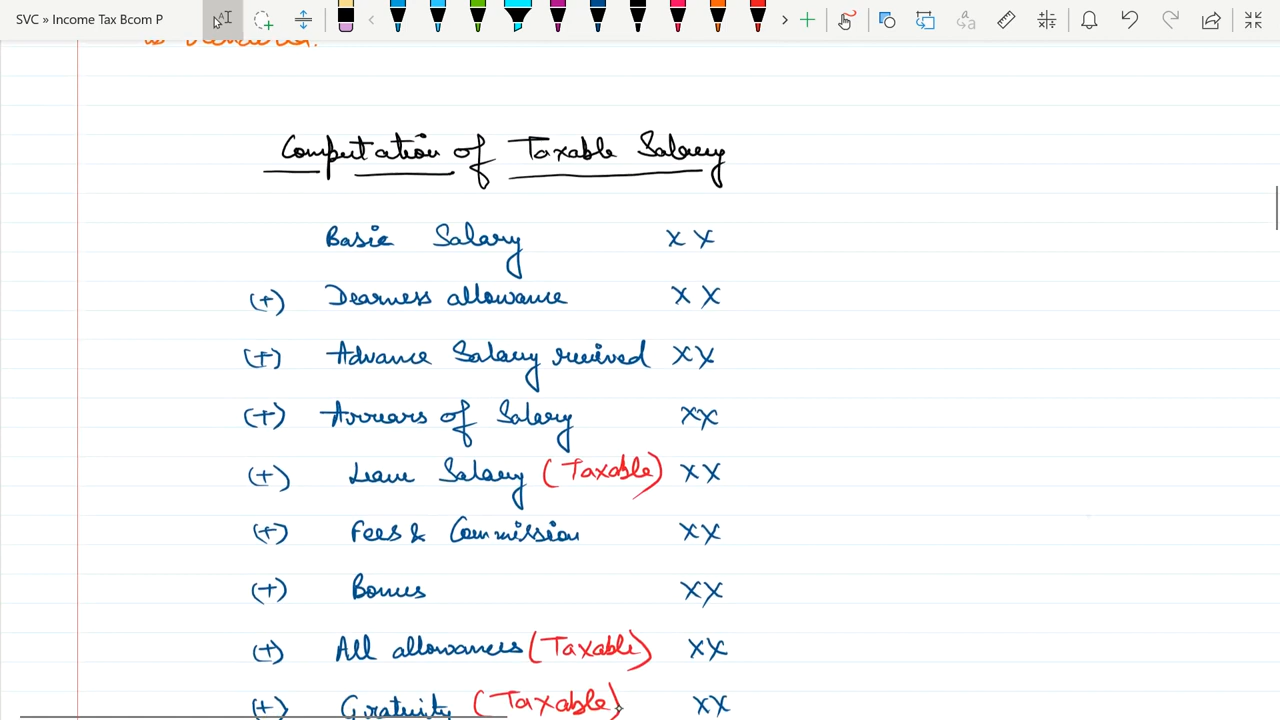 SVC » Income Tax Bcom P
is rendered.
Computation of Taxable Salary
Basic Salary XX
(+) Dearness allowance XX
(+) Advance Salary received XX
(+) Arrears of Salary XX
(+) Leave Salary (Taxable) XX
(+) Fees & Commission XX
(+) Bonus XX
(+) All allowances (Taxable) XX
(+) Gratuity (Taxable) XX